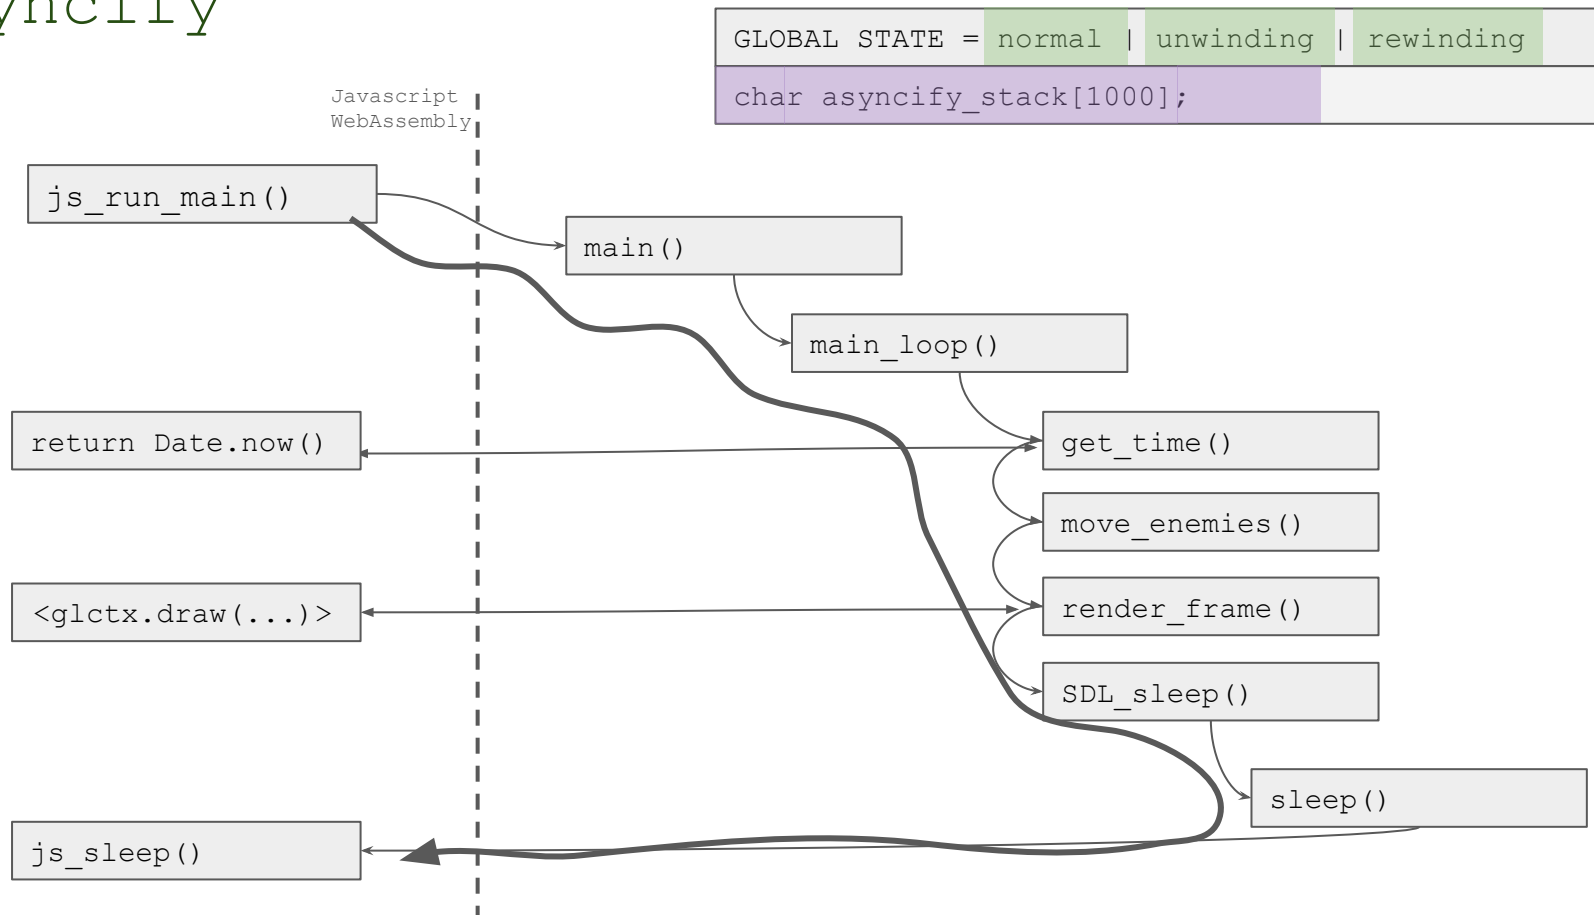 GLOBAL STATE = normal | unwinding | rewinding
char asyncify_stack[1000];
Javascript
WebAssembly
js_run_main()
main()
main_loop()
return Date.now()
get_time()
move_enemies()
<glctx.draw(...)>
render_frame()
SDL_sleep()
sleep()
js_sleep()